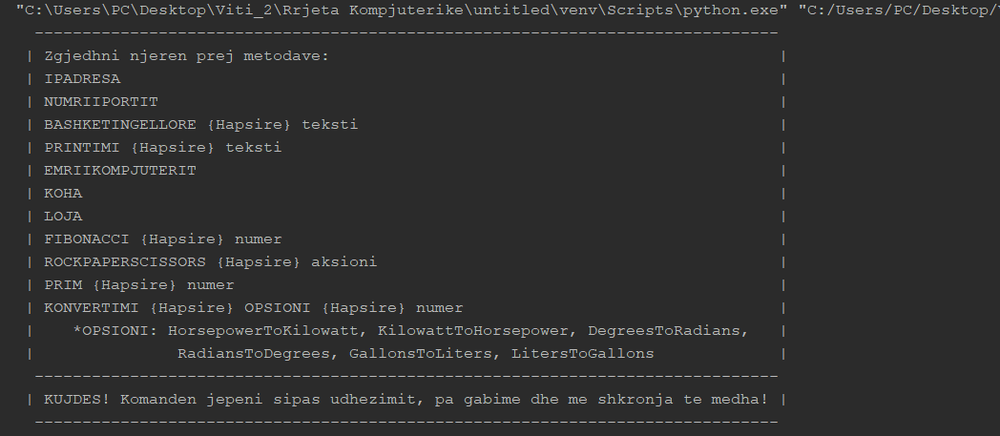 "C:\Users\PC\Desktop\Viti_2\Rrjeta Kompjuterike\untitled\venv\Scripts\python.exe" "C:/Users/PC/Desktop/
------------------------------------------------------------------------------
| Zgjedhni njeren prej metodave: |
| IPADRESA |
| NUMRIIPORTIT |
| BASHKETINGELLORE {Hapsire} teksti |
| PRINTIMI {Hapsire} teksti |
| EMRIIKOMPJUTERIT |
| KOHA |
| LOJA |
| FIBONACCI {Hapsire} numer |
| ROCKPAPERSCISSORS {Hapsire} aksioni |
| PRIM {Hapsire} numer |
| KONVERTIMI {Hapsire} OPSIONI {Hapsire} numer |
| *OPSIONI: HorsepowerToKilowatt, KilowattToHorsepower, DegreesToRadians, |
| RadiansToDegrees, GallonsToLiters, LitersToGallons |
------------------------------------------------------------------------------
| KUJDES! Komanden jepeni sipas udhezimit, pa gabime dhe me shkronja te medha! |
------------------------------------------------------------------------------